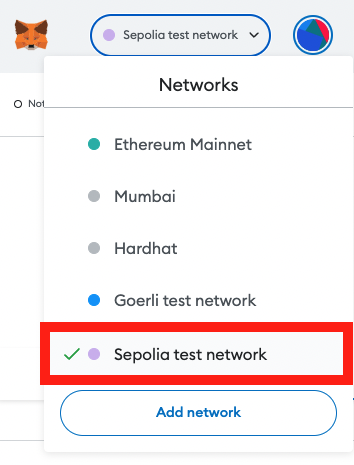 Sepolia test network
Networks
Not
Ethereum Mainnet
Mumbai
Hardhat
Goerli test network
Sepolia test network
Add network